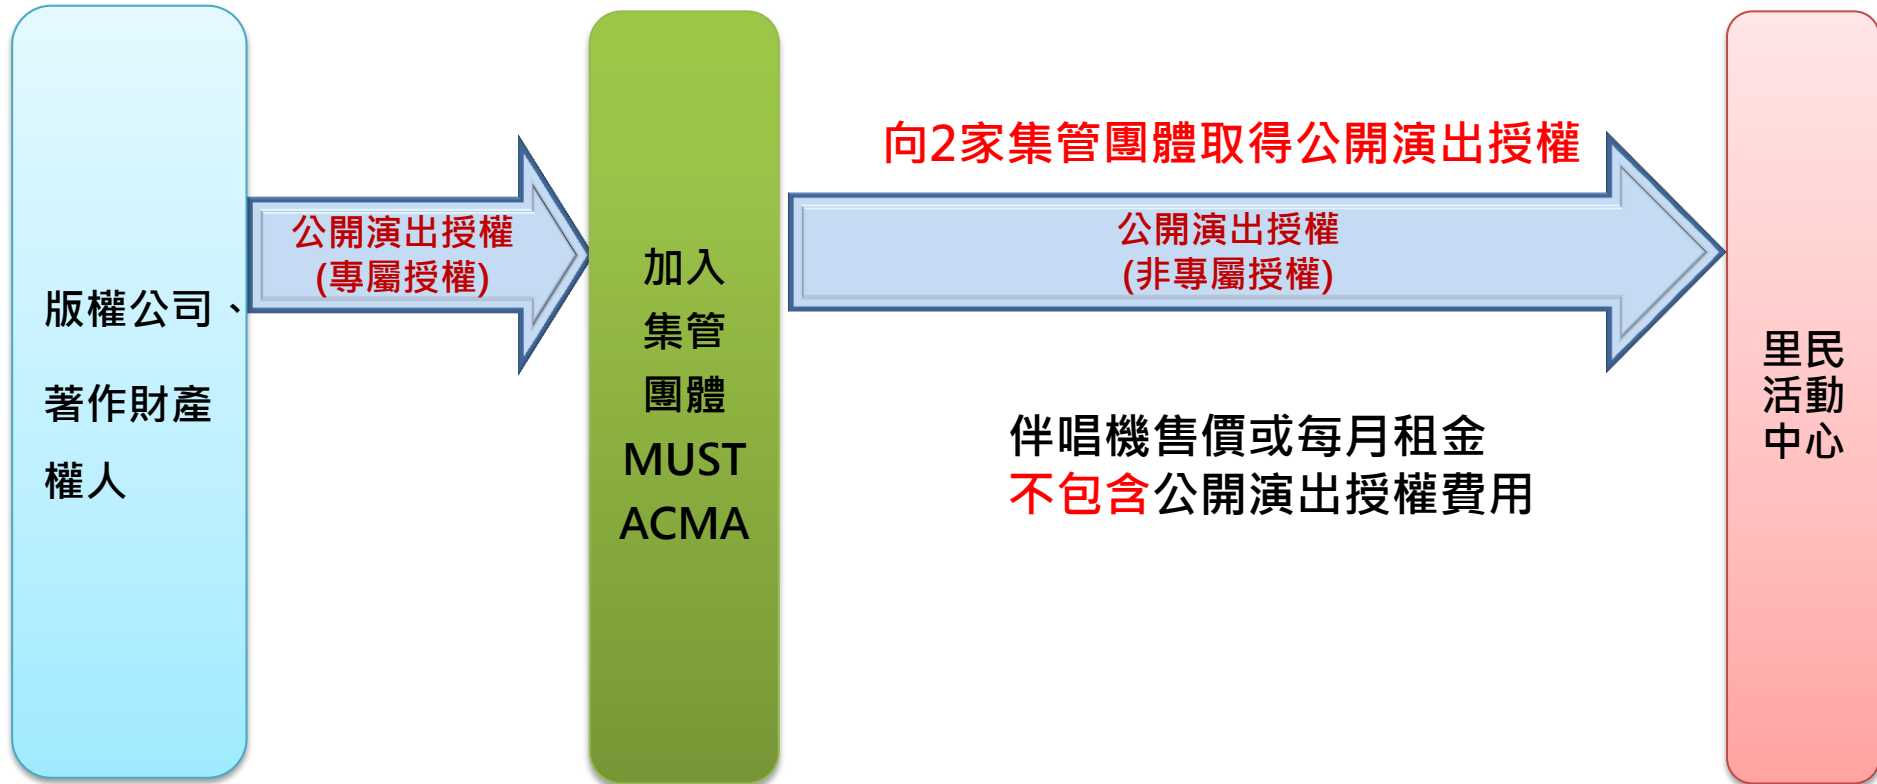 版權公司、
著作財產
權人
公開演出授權
(專屬授權)
加入
集管
團體
MUST
ACMA
向2家集管團體取得公開演出授權
公開演出授權
(非專屬授權)
伴唱機售價或每月租金
不包含公開演出授權費用
里民
活動
中心